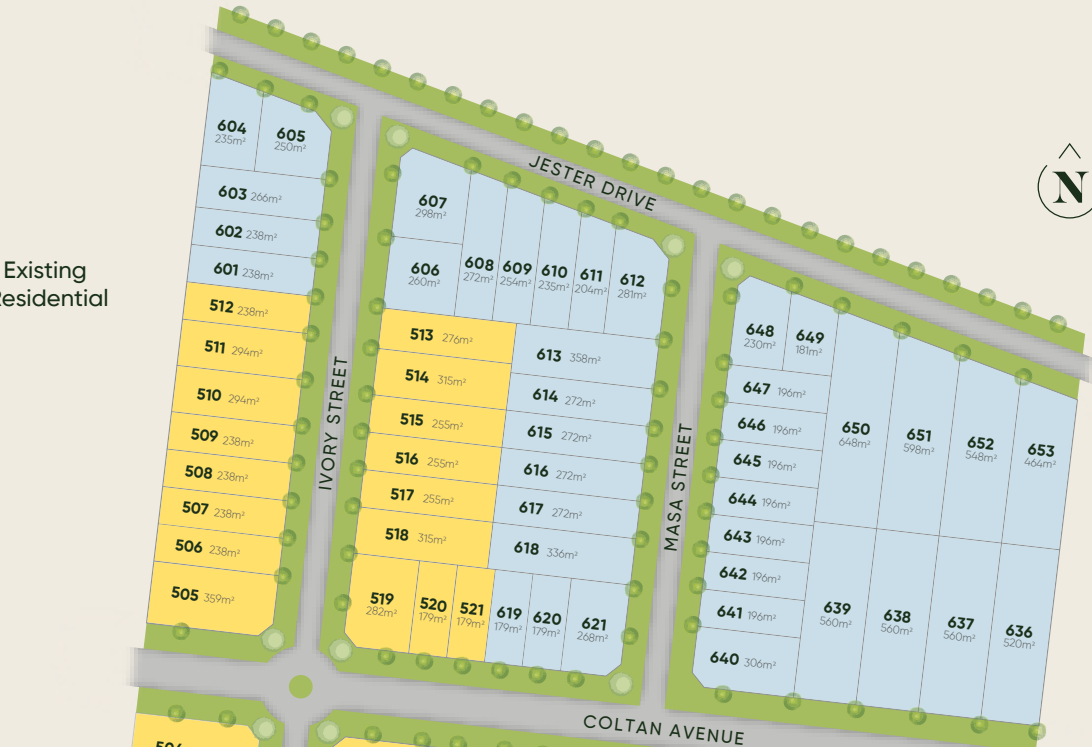 JESTER DRIVE
N
Existing
Residential
604
235m²
605
250m²
603 266m²
602 238m²
601 238m²
512 238m²
511 294m²
510 294m²
509 238m²
508 238m²
507 238m²
506 238m²
505 359m²
IVORY STREET
607
298m²
606
260m²
608
272m²
609
254m²
610
235m²
611
204m²
612
281m²
513 276m²
514 315m²
515 255m²
516 255m²
517 255m²
518 315m²
613 358m²
614 272m²
615 272m²
616 272m²
617 272m²
618 336m²
519
282m²
520
179m²
521
179m²
619
179m²
620
179m²
621
268m²
MASA STREET
648
230m²
649
181m²
647 196m²
646 196m²
645 196m²
644 196m²
643 196m²
642 196m²
641 196m²
640 306m²
650
648m²
651
598m²
652
548m²
653
464m²
639
560m²
638
560m²
637
560m²
636
520m²
COLTAN AVENUE